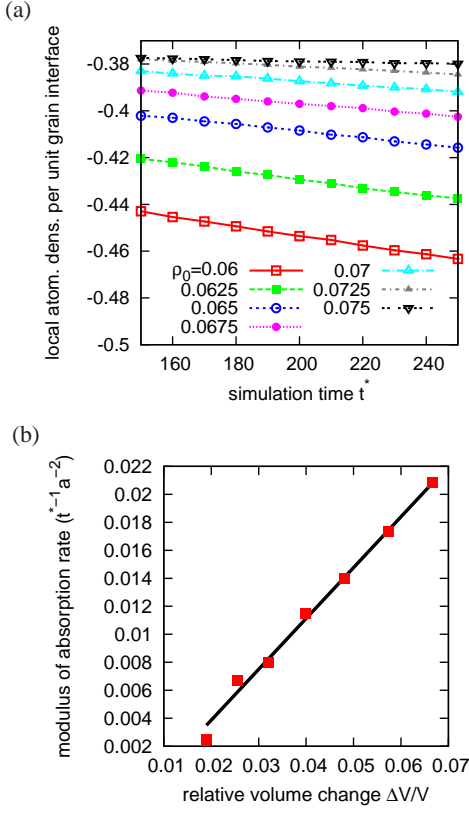 (a)
local atom. dens. per unit grain interface
-0.38
-0.4
-0.42
-0.44
-0.46
-0.48
-0.5
ρ0=0.06
0.0625
0.065
0.0675
0.07
0.0725
0.075
160 180 200 220 240
simulation time t*
(b)
modulus of absorption rate (t*−1a−2)
0.022
0.02
0.018
0.016
0.014
0.012
0.01
0.008
0.006
0.004
0.002
0.01 0.02 0.03 0.04 0.05 0.06 0.07
relative volume change ΔV/V